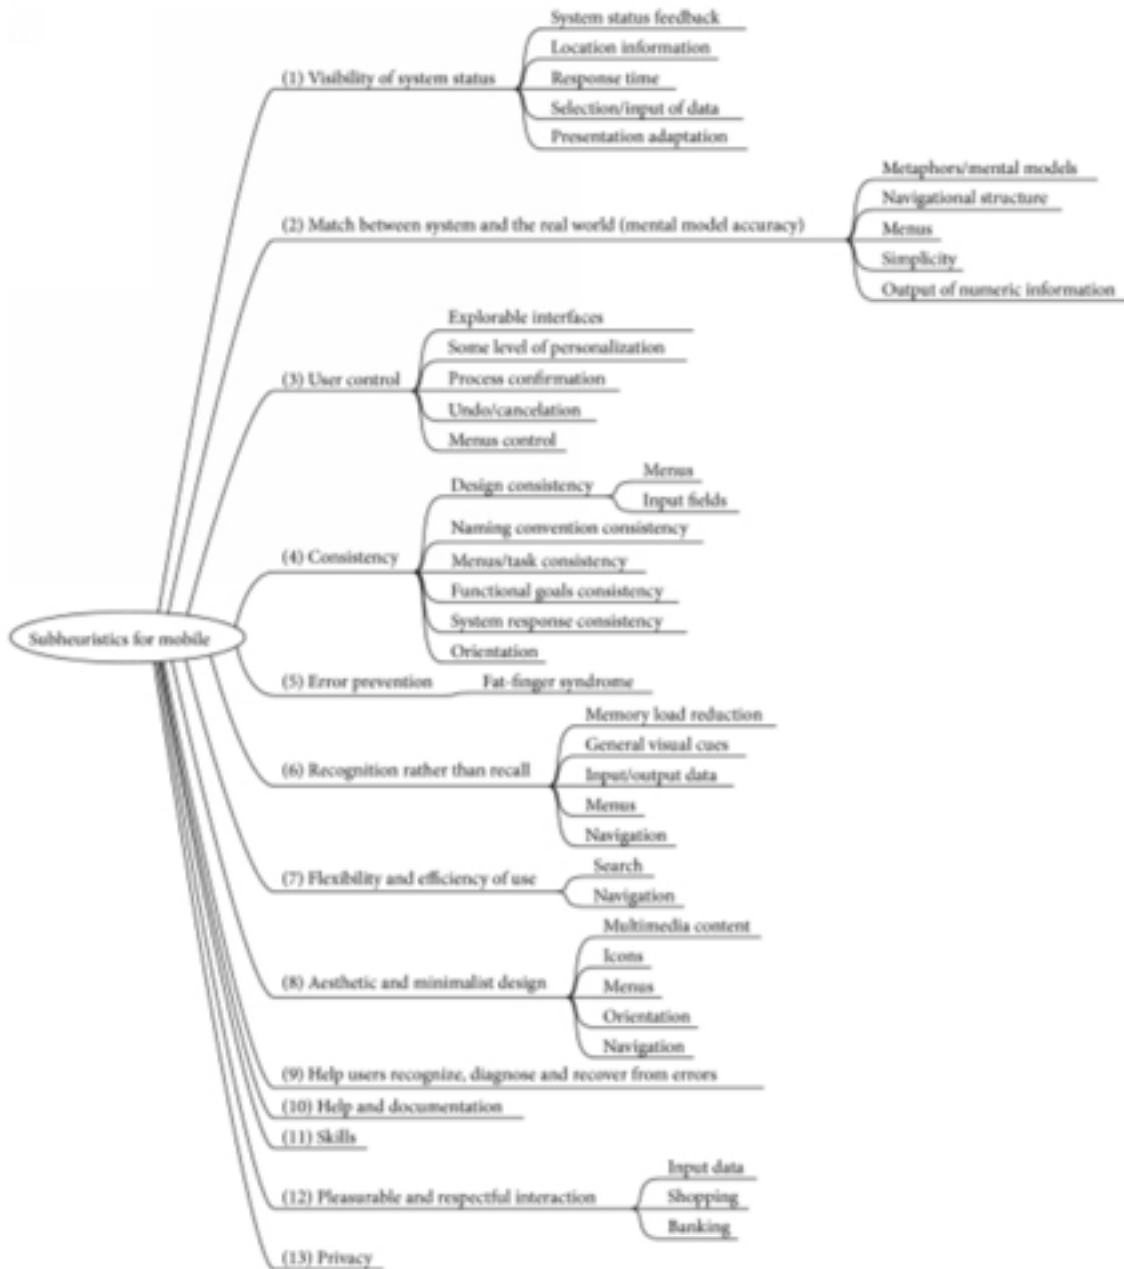 System status feedback
Location information
(1) Visibility of system status
Response time
Selection/input of data
Presentation adaptation
Metaphors/mental models
Navigational structure
(2) Match between system and the real world (mental model accuracy)
Menus
Simplicity
Output of numeric information
Explorable interfaces
Some level of personalization
(3) User control
Process confirmation
Undo/cancelation
Menus control
Design consistency
Menus
Input fields
Naming convention consistency
(4) Consistency
Menus/task consistency
Functional goals consistency
System response consistency
Orientation
Subheuristics for mobile
(5) Error prevention
Fat-finger syndrome
Memory load reduction
General visual cues
(6) Recognition rather than recall
Input/output data
Menus
Navigation
(7) Flexibility and efficiency of use
Search
Navigation
Multimedia content
Icons
(8) Aesthetic and minimalist design
Menus
Orientation
Navigation
(9) Help users recognize, diagnose and recover from errors
(10) Help and documentation
(11) Skills
(12) Pleasurable and respectful interaction
Input data
Shopping
Banking
(13) Privacy